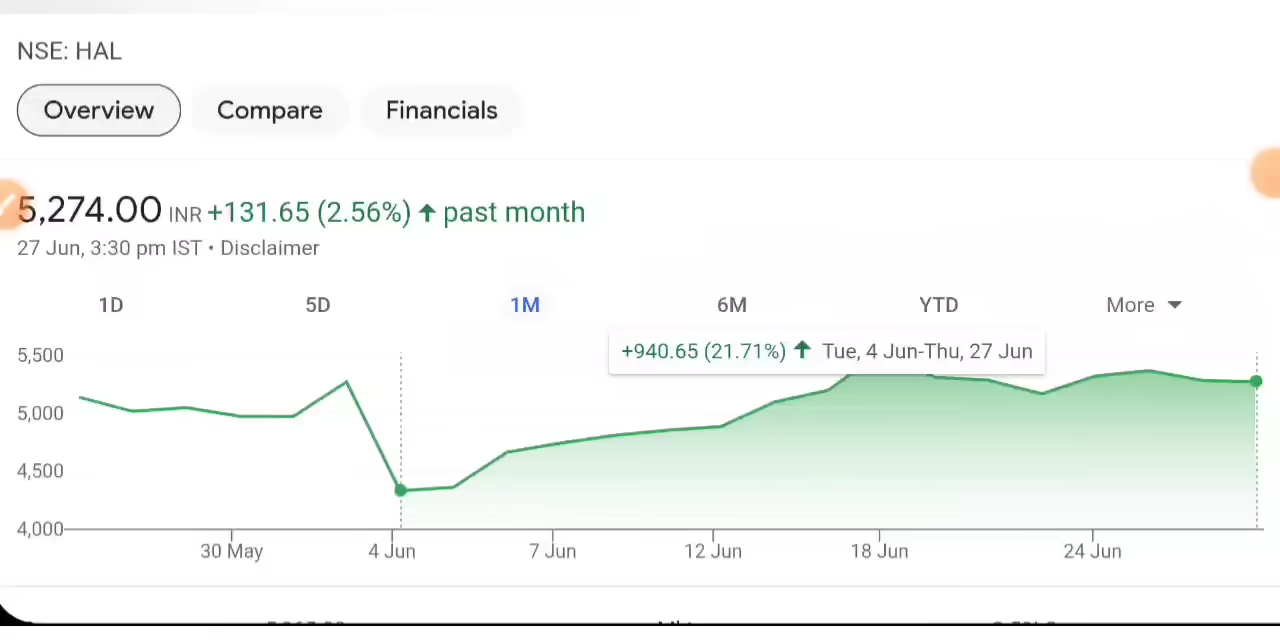 NSE: HAL
Overview Compare Financials
5,274.00 INR +131.65 (2.56%) ↑ past month
27 Jun, 3:30 pm IST • Disclaimer
1D 5D 1M 6M YTD More
+940.65 (21.71%) ↑ Tue, 4 Jun-Thu, 27 Jun
5,500
5,000
4,500
4,000
30 May 4 Jun 7 Jun 12 Jun 18 Jun 24 Jun